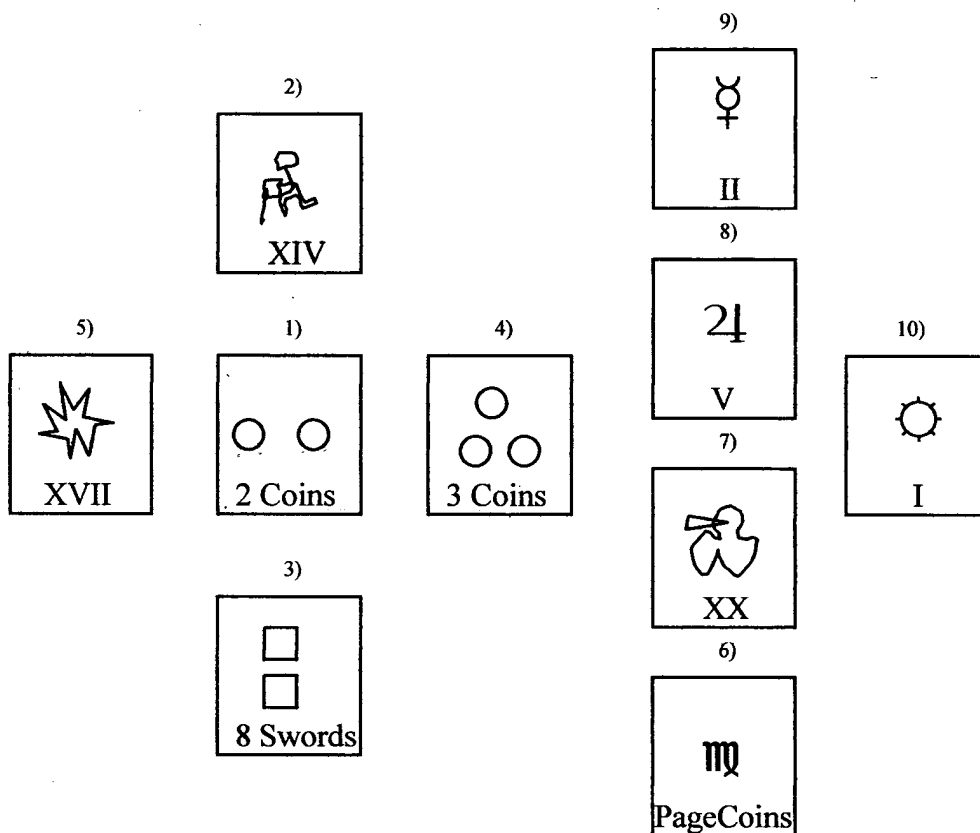 9)
☿
II
2)
XIV
8)
♃
V
5)
XVII
1)
2 Coins
4)
3 Coins
10)
I
7)
XX
3)
8 Swords
6)
♍
PageCoins